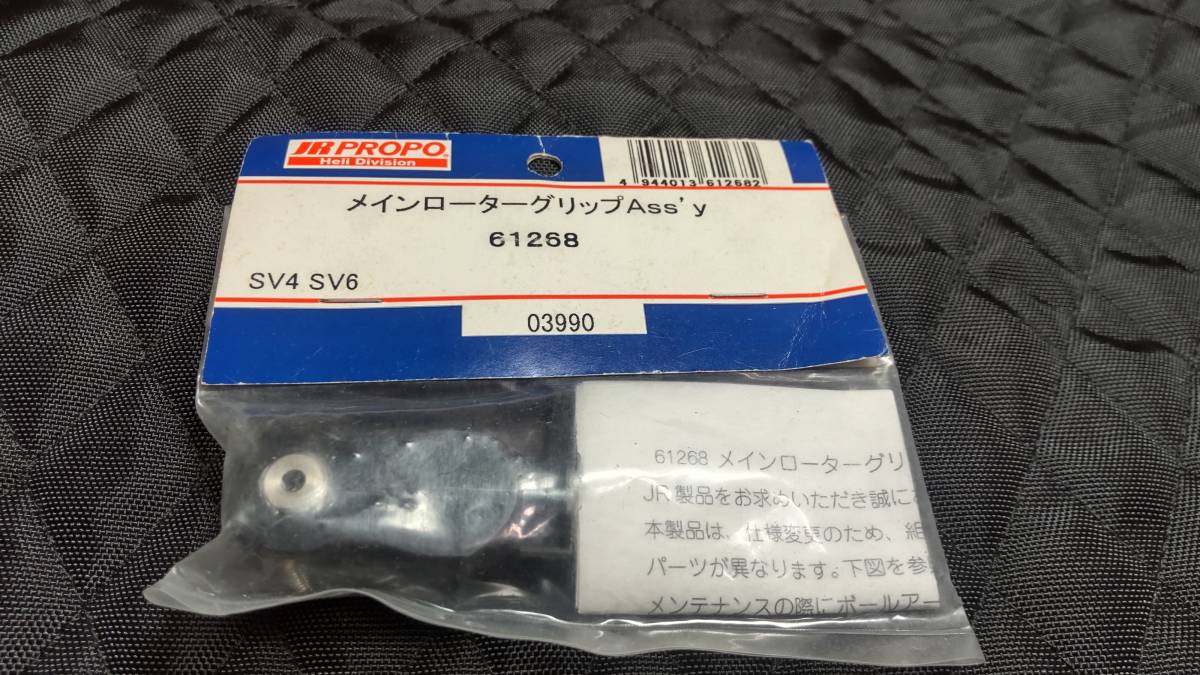 JR PROPO
Heli Division
4 944013 612682
メインローターグリップAss'y
61268
SV4 SV6
03990
61268 メインローターグリ
JR 製品をお求めいただき誠に
本製品は、仕様変更のため、組
パーツが異なります。下図を参
メンテナンスの際にボールアー